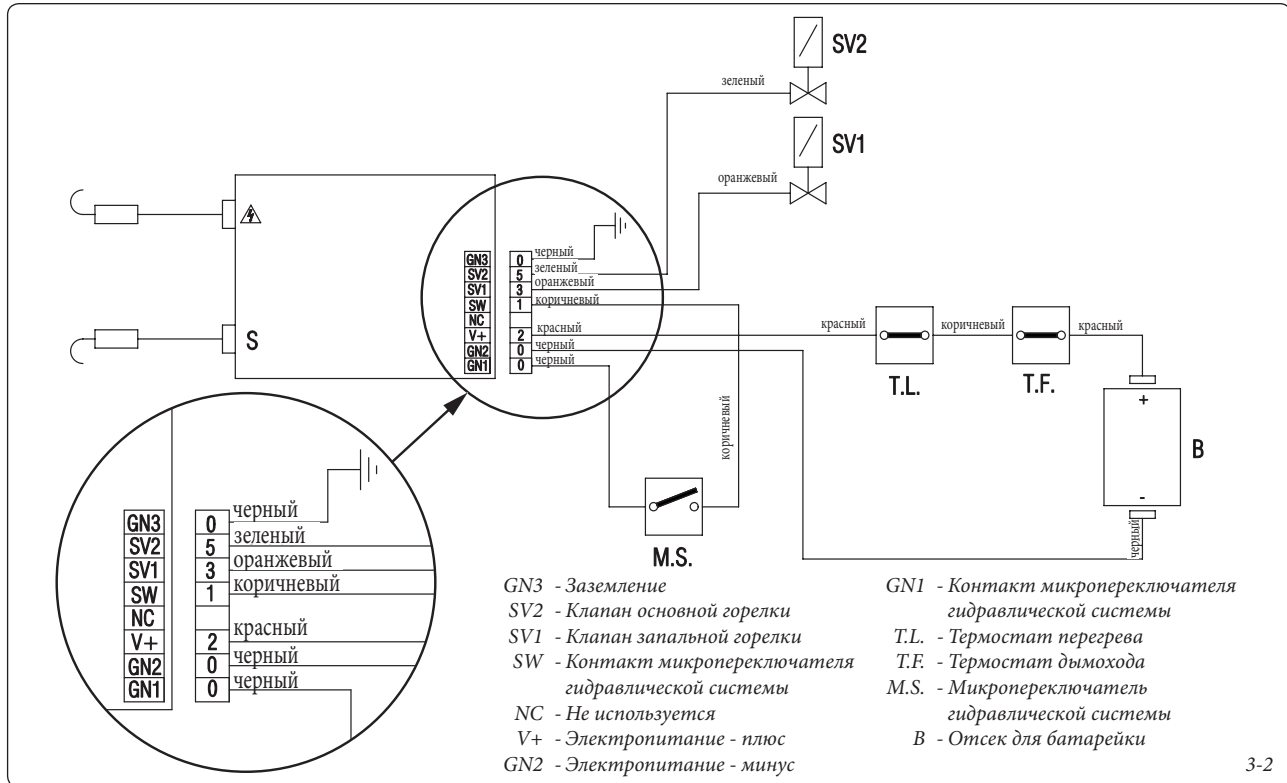 SV2
зеленый
SV1
оранжевый
GN3 0 черный
SV2 5 зеленый
SV1 3 оранжевый
SW 1 коричневый
NC
V+ 2 красный
GN2 0 черный
GN1 0 черный
S
красный
коричневый
красный
T.L.
T.F.
+
B
-
черный
коричневый
M.S.
GN3 0 черный
SV2 5 зеленый
SV1 3 оранжевый
SW 1 коричневый
NC
V+ 2 красный
GN2 0 черный
GN1 0 черный
GN3 - Заземление
SV2 - Клапан основной горелки
SV1 - Клапан запальной горелки
SW - Контакт микропереключателя
гидравлической системы
NC - Не используется
V+ - Электропитание - плюс
GN2 - Электропитание - минус
GN1 - Контакт микропереключателя
гидравлической системы
T.L. - Термостат перегрева
T.F. - Термостат дымохода
M.S. - Микропереключатель
гидравлической системы
B - Отсек для батарейки
3-2